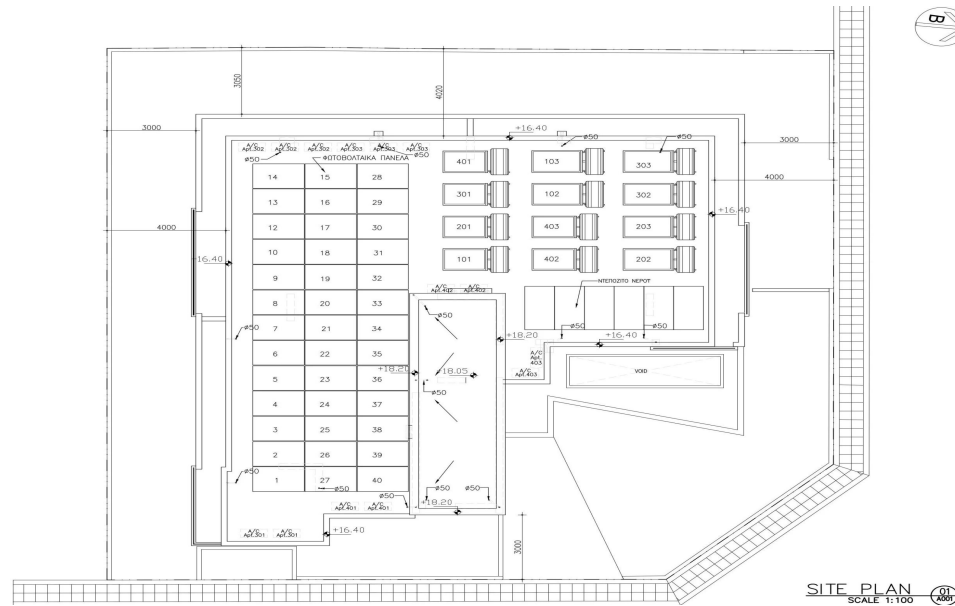 B
3050
4020
3000
3000
+16.40
ø50
ø50
A/C
Apt.302
A/C
Apt.302
A/C
Apt.302
A/C
Apt.303
A/C
Apt.303
A/C
Apt.303
ø50
ø50
ΦΩΤΟΒΟΛΤΑΙΚΑ ΠΑΝΕΛΑ
401
103
303
14 15 28
4000
13 16 29
301
102
302
12 17 30
201
403
203
+16.40
4000
10 18 31
101
402
202
16.40
9 19 32
ΝΤΕΠΟΖΙΤΟ ΝΕΡΟΥ
8 20 33
A/C
Apt.402
A/C
Apt.402
7 21 34
ø50
ø50
ø50
ø50
+18.20
+16.40
6 22 35
A/C
Apt.
403
A/C
Apt.403
VOID
5 23 36
+18.20
+18.05
4 24 37
ø50
3 25 38
2 26 39
1 27 40
ø50
ø50
ø50
ø50
ø50
+18.20
A/C
Apt.401
A/C
Apt.401
A/C
Apt.301
A/C
Apt.301
+16.40
3000
SITE PLAN
SCALE 1:100
01
A001